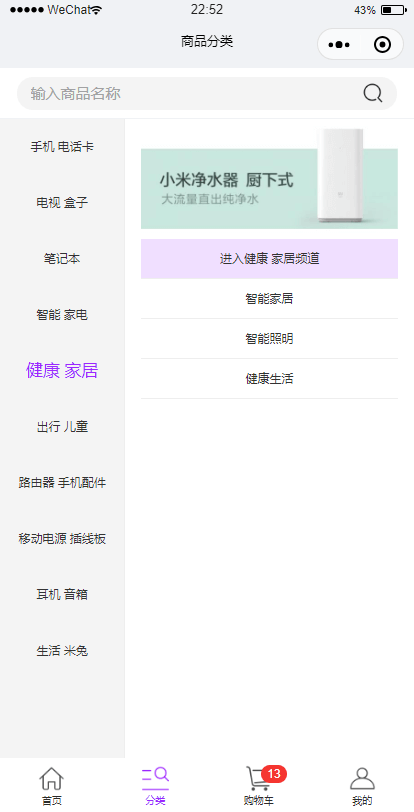 WeChat
22:52
43%
商品分类
输入商品名称
手机 电话卡
电视 盒子
笔记本
智能 家电
健康 家居
出行 儿童
路由器 手机配件
移动电源 插线板
耳机 音箱
生活 米兔
小米净水器 厨下式
大流量直出纯净水
进入健康 家居频道
智能家居
智能照明
健康生活
首页
分类
13
购物车
我的